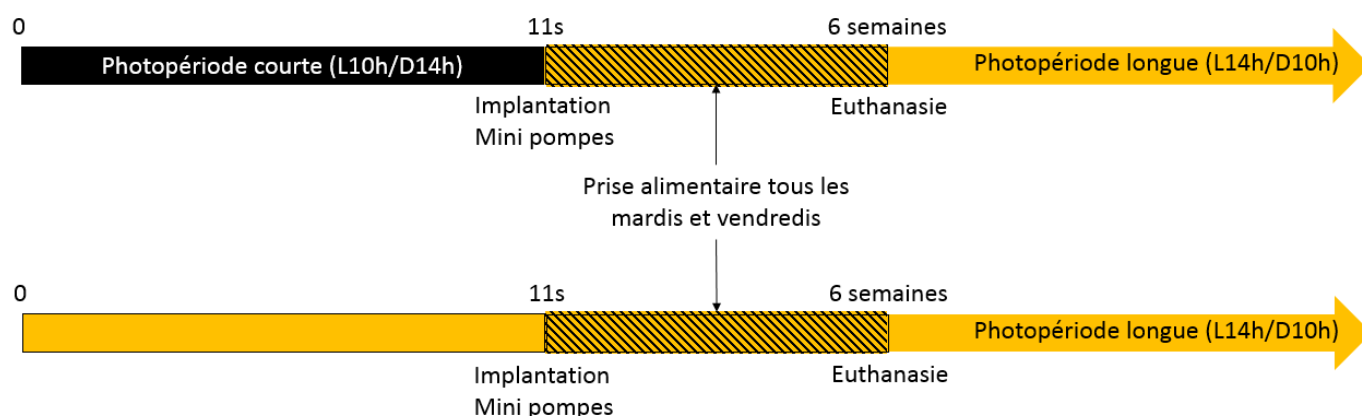 0 11s 6 semaines
Photopériode courte (L10h/D14h) Photopériode longue (L14h/D10h)
Implantation Euthanasie
Mini pompes
Prise alimentaire tous les
mardis et vendredis
0 11s 6 semaines
Photopériode longue (L14h/D10h)
Implantation Euthanasie
Mini pompes